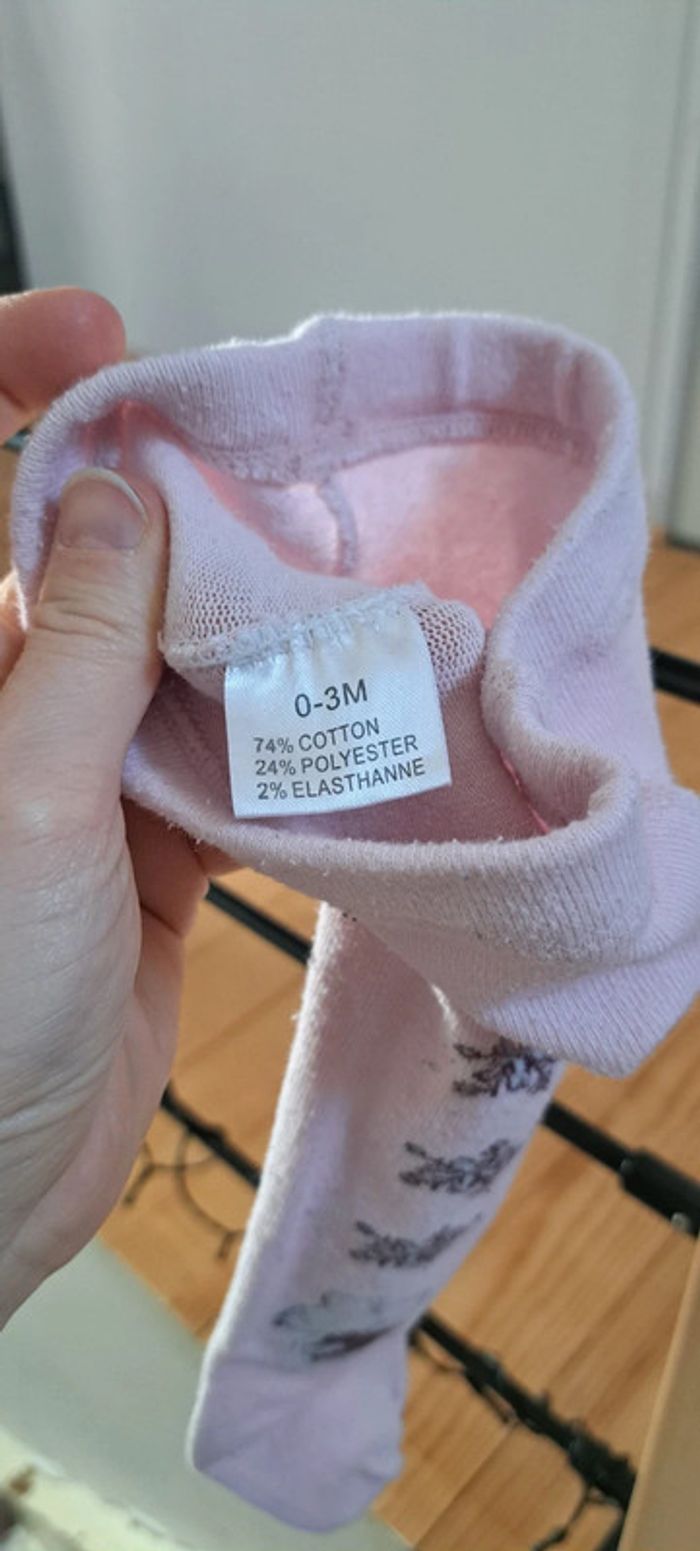 0-3M
74% COTTON
24% POLYESTER
2% ELASTHANNE